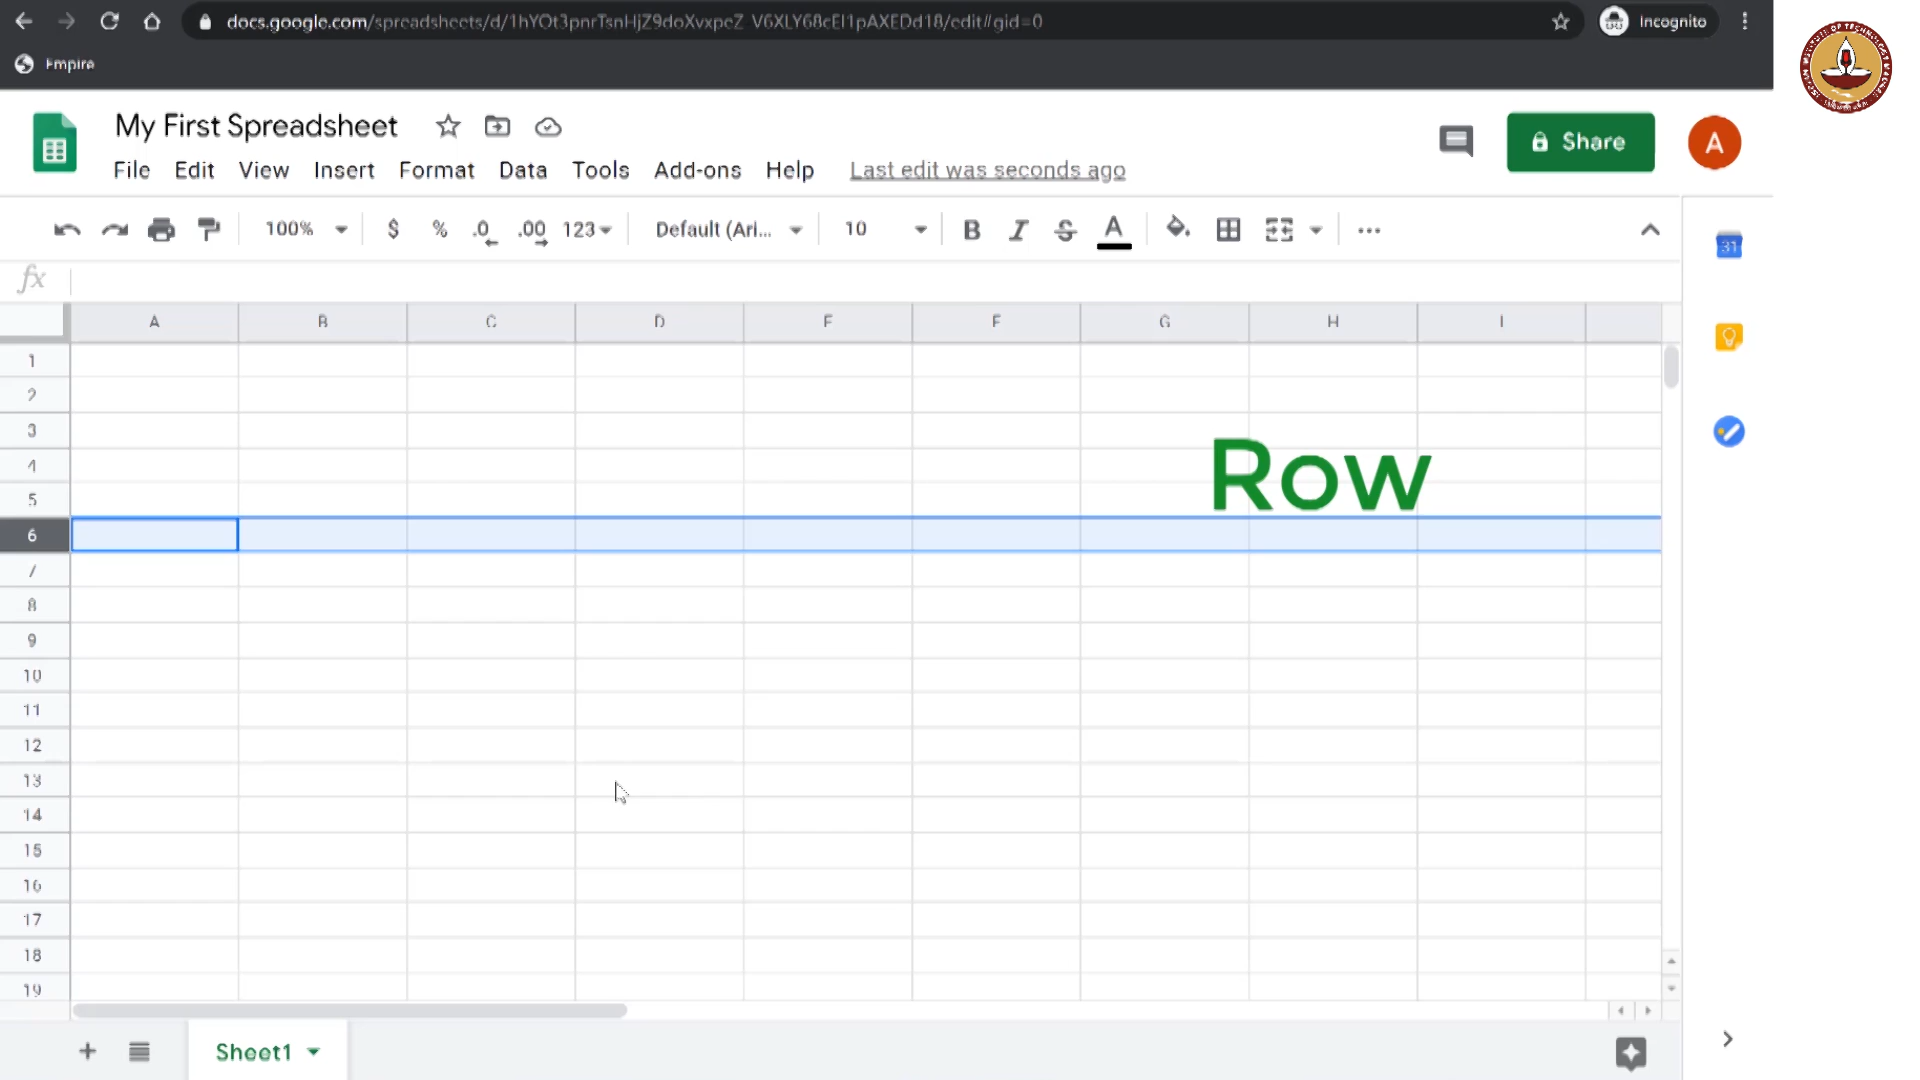 docs.google.com/spreadsheets/d/1hYOt3pnrTsnHjZ9doXvxpeZ V6XLY68cEI1pAXEDd18/edit#gid=0
Incognito
Empire
My First Spreadsheet
File Edit View Insert Format Data Tools Add-ons Help Last edit was seconds ago
Share
A
100% $ % .0 .00 123 Default (Ari... 10 B I S A
31
fx
A B C D E F G H I
1
2
3
4
5
6
7
8
9
10
11
12
13
14
15
16
17
18
19
Row
Sheet1